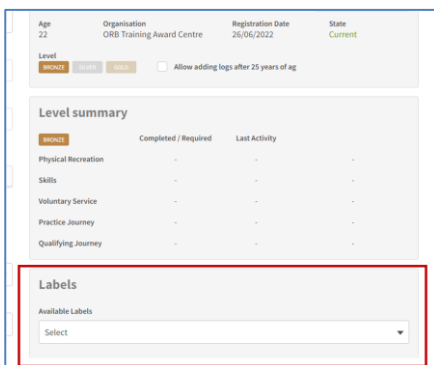 Age Organisation Registration Date State
22 ORB Training Award Centre 26/06/2022 Current
Level
BRONZE SILVER GOLD Allow adding logs after 25 years of ag
Level summary
BRONZE Completed / Required Last Activity
Physical Recreation - - -
Skills - - -
Voluntary Service - - -
Practice Journey - - -
Qualifying Journey - - -
Labels
Available Labels
Select